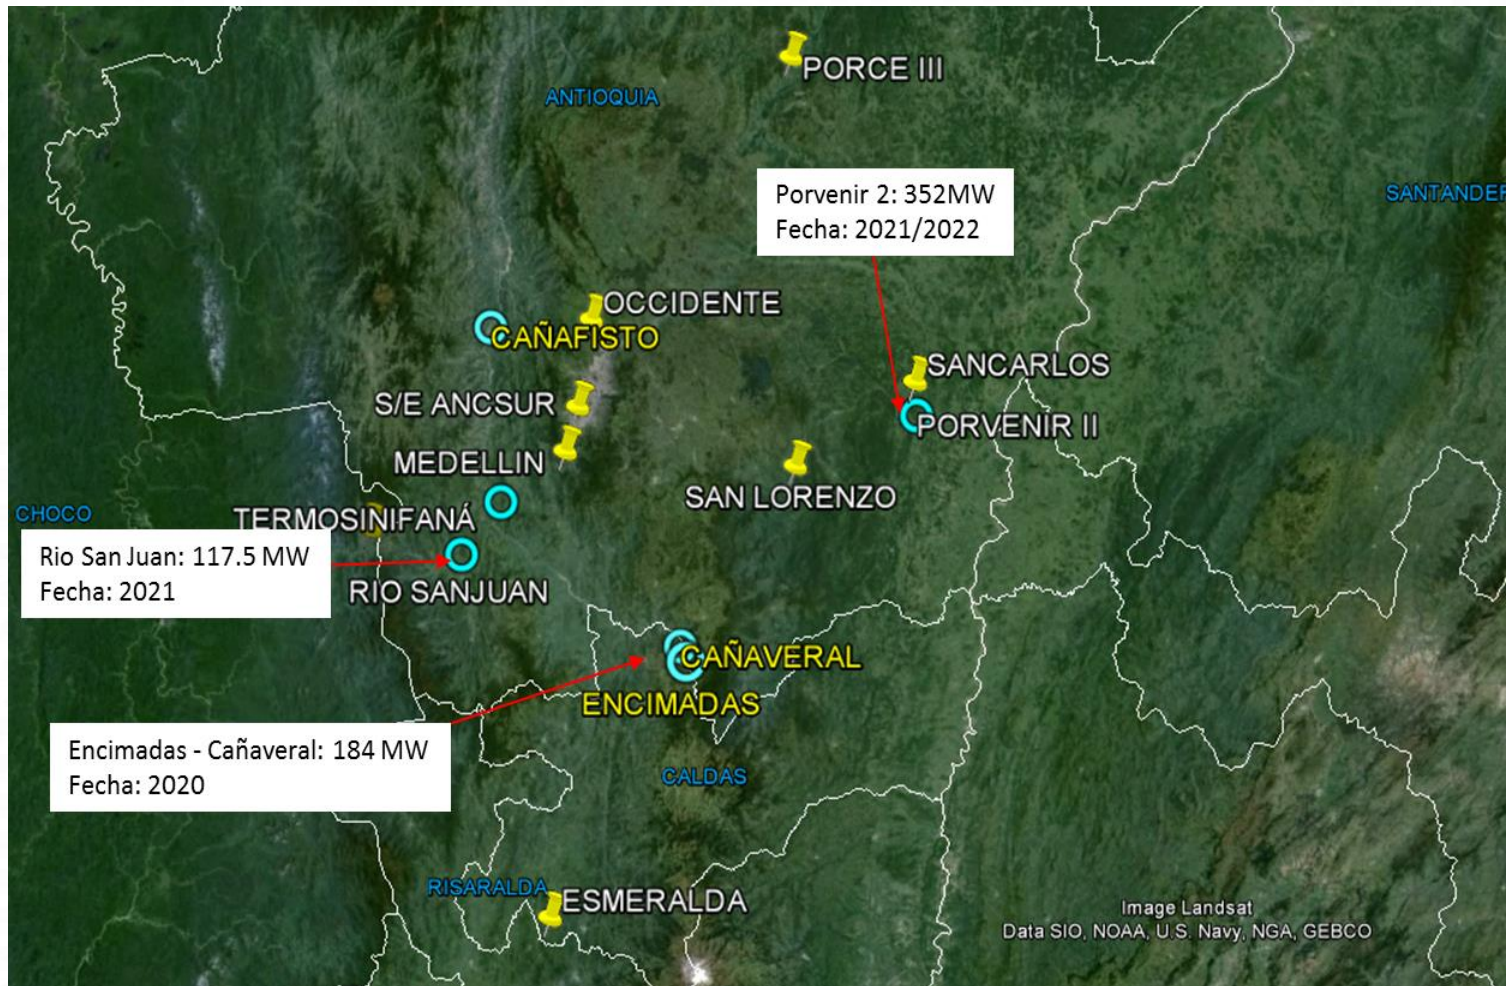 PORCE III
ANTIOQUIA
Porvenir 2: 352MW
Fecha: 2021/2022
SANTANDER
OCCIDENTE
CAÑAFISTO
SANCARLOS
S/E ANCSUR
PORVENIR II
MEDELLIN
SAN LORENZO
CHOCO
TERMOSINIFANÁ
Rio San Juan: 117.5 MW
Fecha: 2021
RIO SANJUAN
CAÑAVERAL
ENCIMADAS
Encimadas - Cañaveral: 184 MW
Fecha: 2020
CALDAS
RISARALDA
ESMERALDA
Image Landsat
Data SIO, NOAA, U.S. Navy, NGA, GEBCO